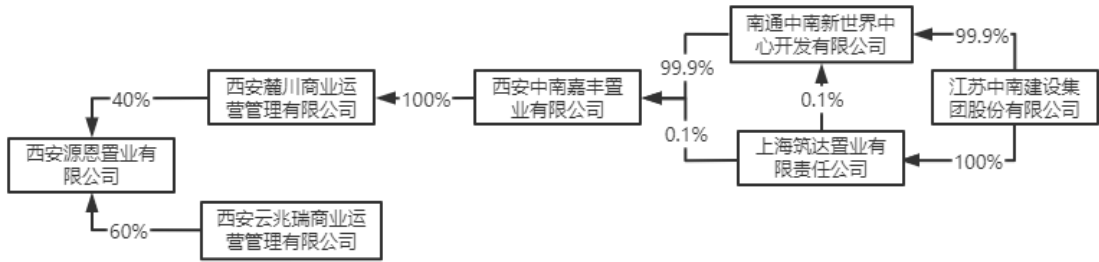 南通中南新世界中
心开发有限公司
99.9%
99.9%
西安麓川商业运
营管理有限公司
西安中南嘉丰置
业有限公司
江苏中南建设集
团股份有限公司
40%
100%
0.1%
0.1%
西安源恩置业有
限公司
上海筑达置业有
限责任公司
100%
西安云兆瑞商业运
营管理有限公司
60%